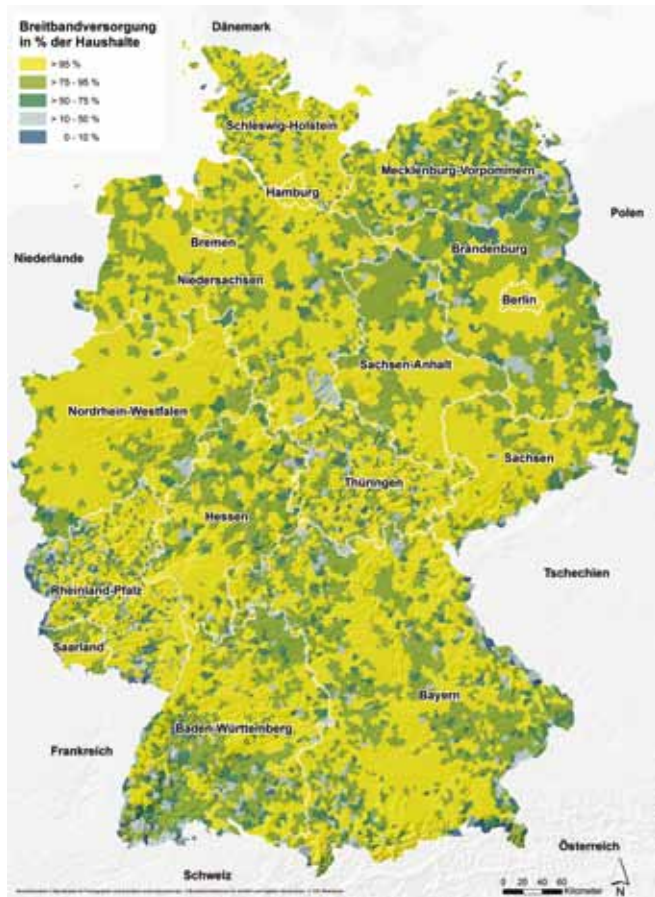 Breitbandversorgung
in % der Haushalte
> 95 %
> 75 - 95 %
> 50 - 75 %
> 10 - 50 %
0 - 10 %
Dänemark
Schleswig-Holstein
Mecklenburg-Vorpommern
Hamburg
Polen
Bremen
Brandenburg
Niederlande
Niedersachsen
Berlin
Sachsen-Anhalt
Nordrhein-Westfalen
Sachsen
Thüringen
Hessen
Tschechien
Rheinland-Pfalz
Saarland
Bayern
Baden-Württemberg
Frankreich
Österreich
Schweiz
0 20 40 60
Kilometer
N